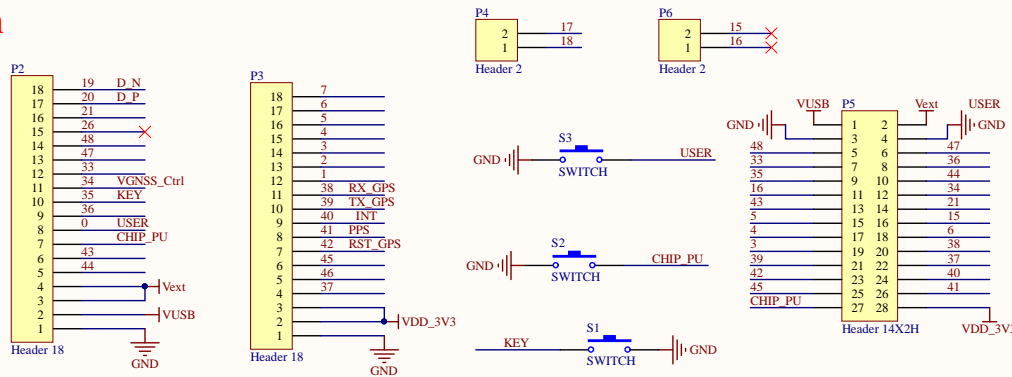 P2
18 19 D_N
17 20 D_P
16 21
15 26
14 48
13 47
12 33
11 34 VGNSS_Ctrl
10 35 KEY
9 36
8 0 USER
7 CHIP_PU
6 43
5 44
4 Vext
3
2 VUSB
1
Header 18
GND
P3
18 7
17 6
16 5
15 4
14 3
13 2
12 1
11 38 RX_GPS
10 39 TX_GPS
9 40 INT
8 41 PPS
7 42 RST_GPS
6 45
5 46
4 37
3
2 VDD_3V3
1
Header 18
GND
P4
2 17
1 18
Header 2
P6
2 15
1 16
Header 2
S3
GND USER
SWITCH
S2
GND CHIP_PU
SWITCH
S1
KEY GND
SWITCH
VUSB P5 Vext USER
GND 1 2 GND
3 4
48 5 6 47
33 7 8 36
35 9 10 44
16 11 12 34
43 13 14 21
5 15 16 15
4 17 18 6
3 19 20 38
39 21 22 37
42 23 24 40
45 25 26 41
CHIP_PU 27 28
Header 14X2H VDD_3V3